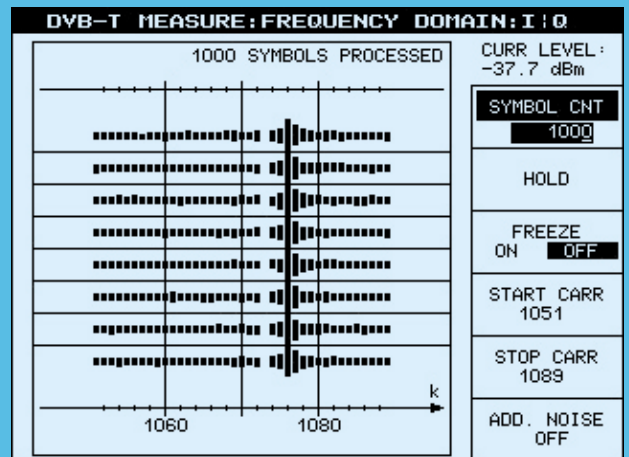 DVB-T MEASURE:FREQUENCY DOMAIN:I¦Q
1000 SYMBOLS PROCESSED
k
1060 1080
CURR LEVEL:
-37.7 dBm
SYMBOL CNT
1000
HOLD
FREEZE
ON OFF
START CARR
1051
STOP CARR
1089
ADD. NOISE
OFF